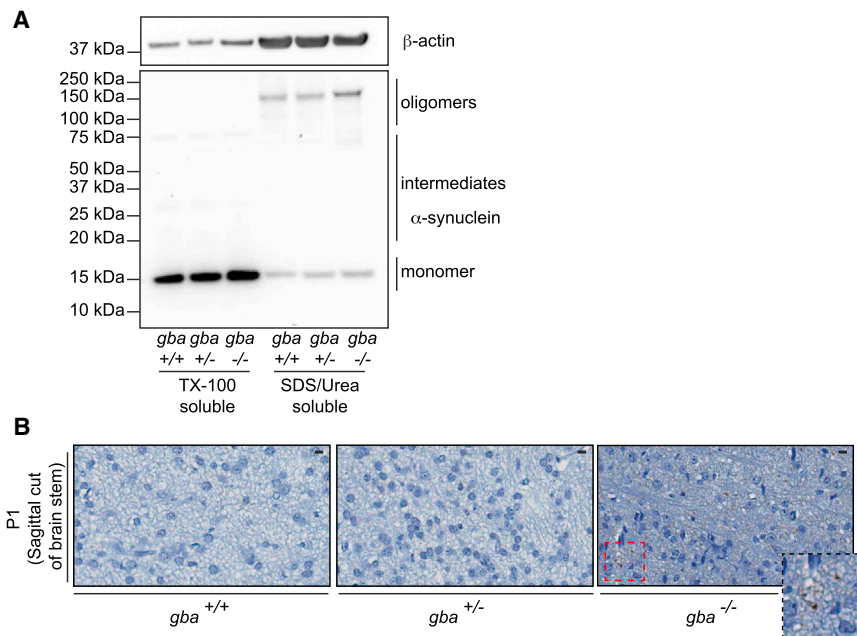 A
37 kDa
β-actin
250 kDa
150 kDa
100 kDa
75 kDa
50 kDa
37 kDa
25 kDa
20 kDa
15 kDa
10 kDa
oligomers
intermediates
α-synuclein
monomer
gba gba gba gba gba gba
+/+ +/- -/- +/+ +/- -/-
TX-100 SDS/Urea
soluble soluble
B
P1
(Sagittal cut
of brain stem)
gba +/+ gba +/- gba -/-